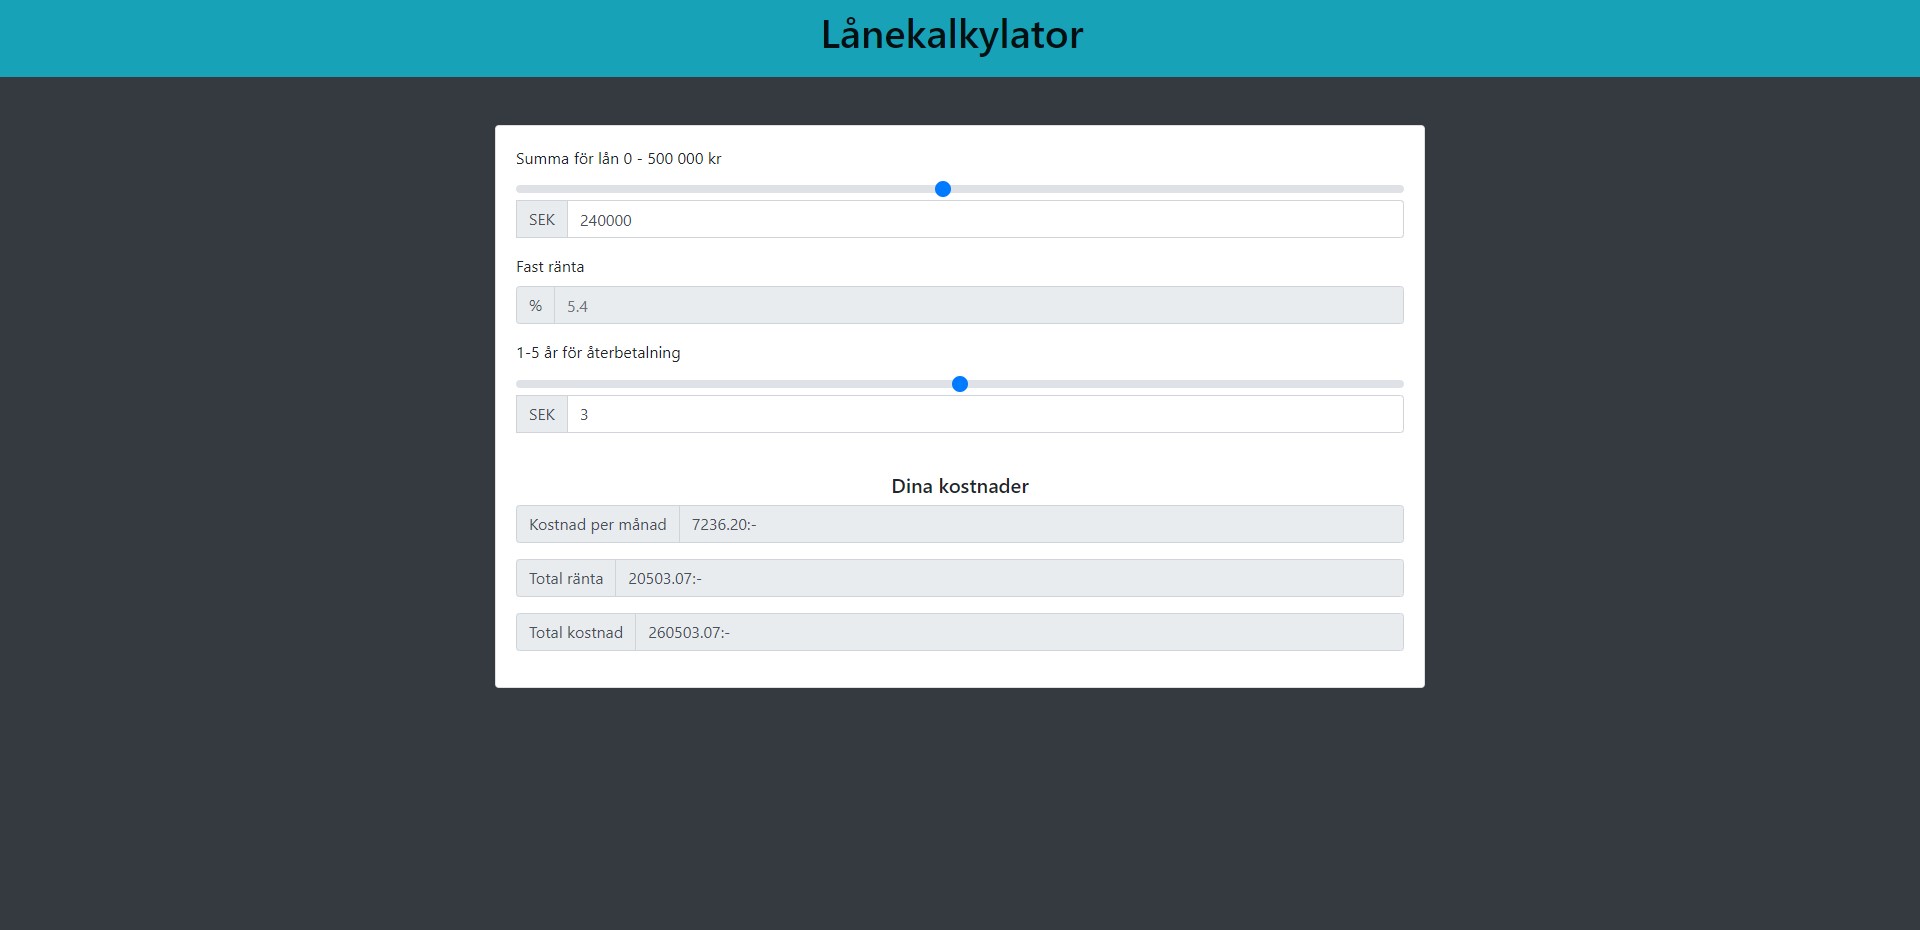 Lånekalkylator
Summa för lån 0 - 500 000 kr
SEK 240000
Fast ränta
% 5.4
1-5 år för återbetalning
SEK 3
Dina kostnader
Kostnad per månad 7236.20:-
Total ränta 20503.07:-
Total kostnad 260503.07:-